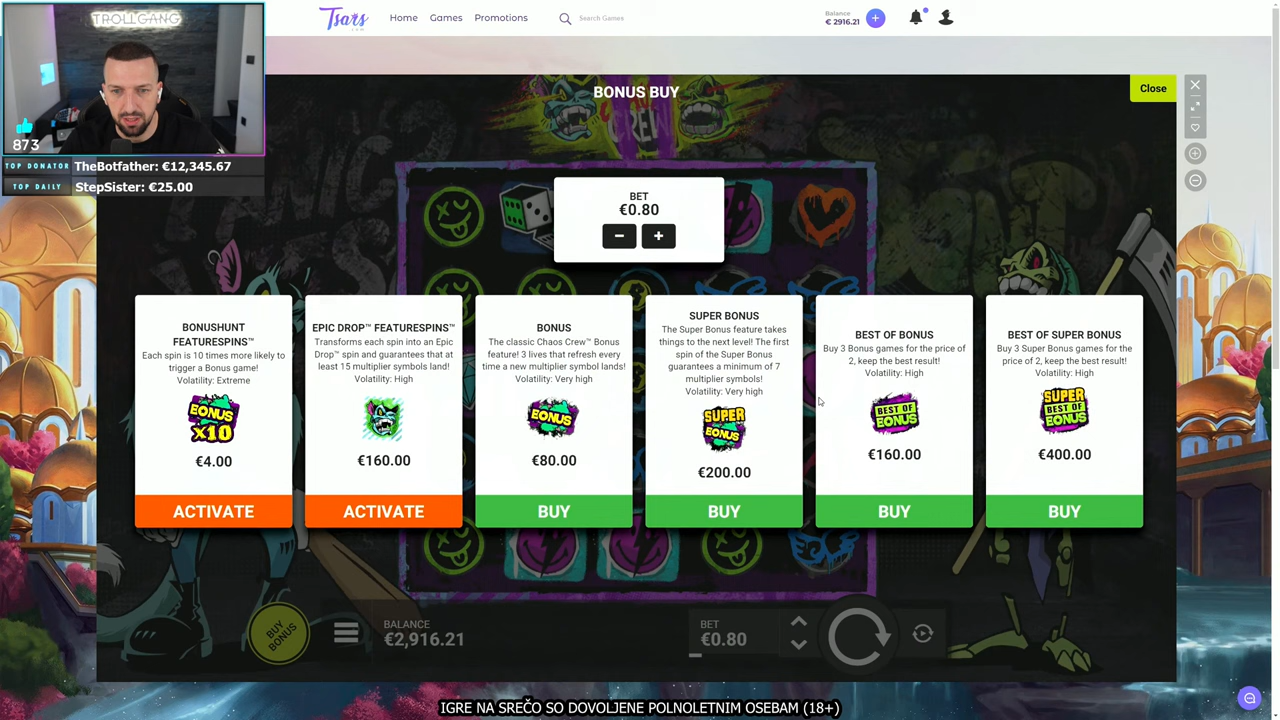 TROLLGANG
873
TOP DONATOR TheBotfather: €12,345.67
TOP DAILY StepSister: €25.00
Tsars
.com
Home Games Promotions
Search Games
Balance
€ 2916.21
BONUS BUY
Close
CREW
BET
€0.80
BONUSHUNT
FEATURESPINS™
Each spin is 10 times more likely to
trigger a Bonus game!
Volatility: Extreme
BONUS
X10
€4.00
ACTIVATE
EPIC DROP™ FEATURESPINS™
Transforms each spin into an Epic
Drop™ spin and guarantees that at
least 15 multiplier symbols land!
Volatility: High
€160.00
ACTIVATE
BONUS
The classic Chaos Crew™ Bonus
feature! 3 lives that refresh every
time a new multiplier symbol lands!
Volatility: Very high
BONUS
€80.00
BUY
SUPER BONUS
The Super Bonus feature takes
things to the next level! The first
spin of the Super Bonus
guarantees a minimum of 7
multiplier symbols!
Volatility: Very high
SUPER
BONUS
€200.00
BUY
BEST OF BONUS
Buy 3 Bonus games for the price of
2, keep the best result!
Volatility: High
BEST OF
BONUS
€160.00
BUY
BEST OF SUPER BONUS
Buy 3 Super Bonus games for the
price of 2, keep the best result!
Volatility: High
SUPER
BEST OF
BONUS
€400.00
BUY
BUY
BONUS
BALANCE
€2,916.21
BET
€0.80
IGRE NA SREČO SO DOVOLJENE POLNOLETNIM OSEBAM (18+)